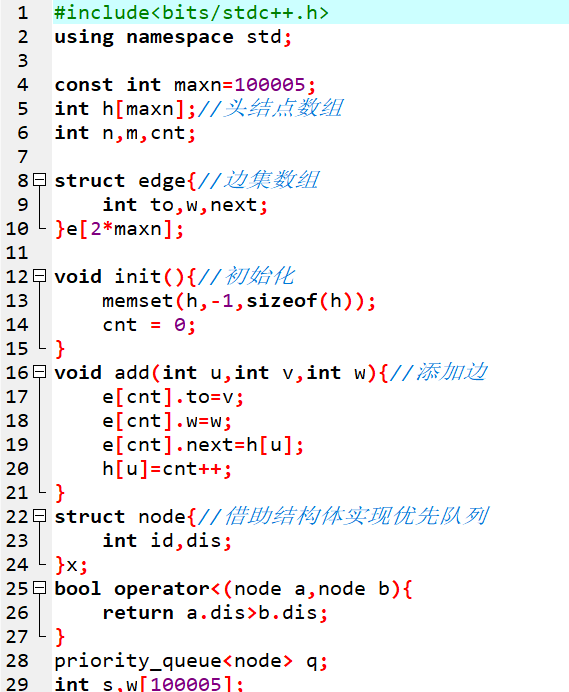 1 #include<bits/stdc++.h>
2 using namespace std;
3
4 const int maxn=100005;
5 int h[maxn];//头结点数组
6 int n,m,cnt;
7
8 struct edge{//边集数组
9 int to,w,next;
10 }e[2*maxn];
11
12 void init(){//初始化
13 memset(h,-1,sizeof(h));
14 cnt = 0;
15 }
16 void add(int u,int v,int w){//添加边
17 e[cnt].to=v;
18 e[cnt].w=w;
19 e[cnt].next=h[u];
20 h[u]=cnt++;
21 }
22 struct node{//借助结构体实现优先队列
23 int id,dis;
24 }x;
25 bool operator<(node a,node b){
26 return a.dis>b.dis;
27 }
28 priority_queue<node> q;
29 int s,w[100005];